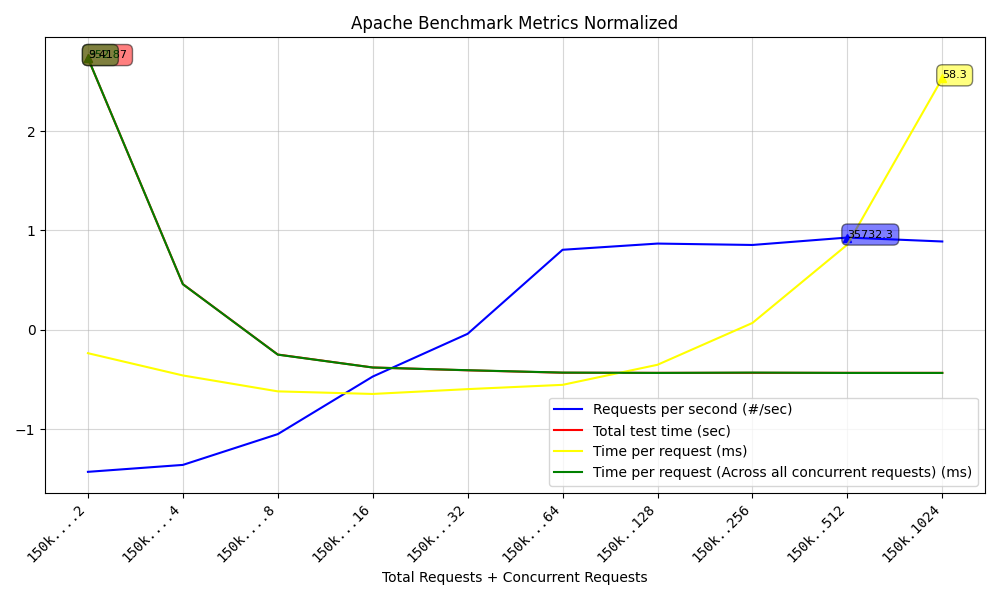 Apache Benchmark Metrics Normalized
58.3
35732.3
2
1
0
−1
Requests per second (#/sec)
Total test time (sec)
Time per request (ms)
Time per request (Across all concurrent requests) (ms)
150k....2
150k....4
150k....8
150k...16
150k...32
150k...64
150k..128
150k..256
150k..512
150k.1024
Total Requests + Concurrent Requests